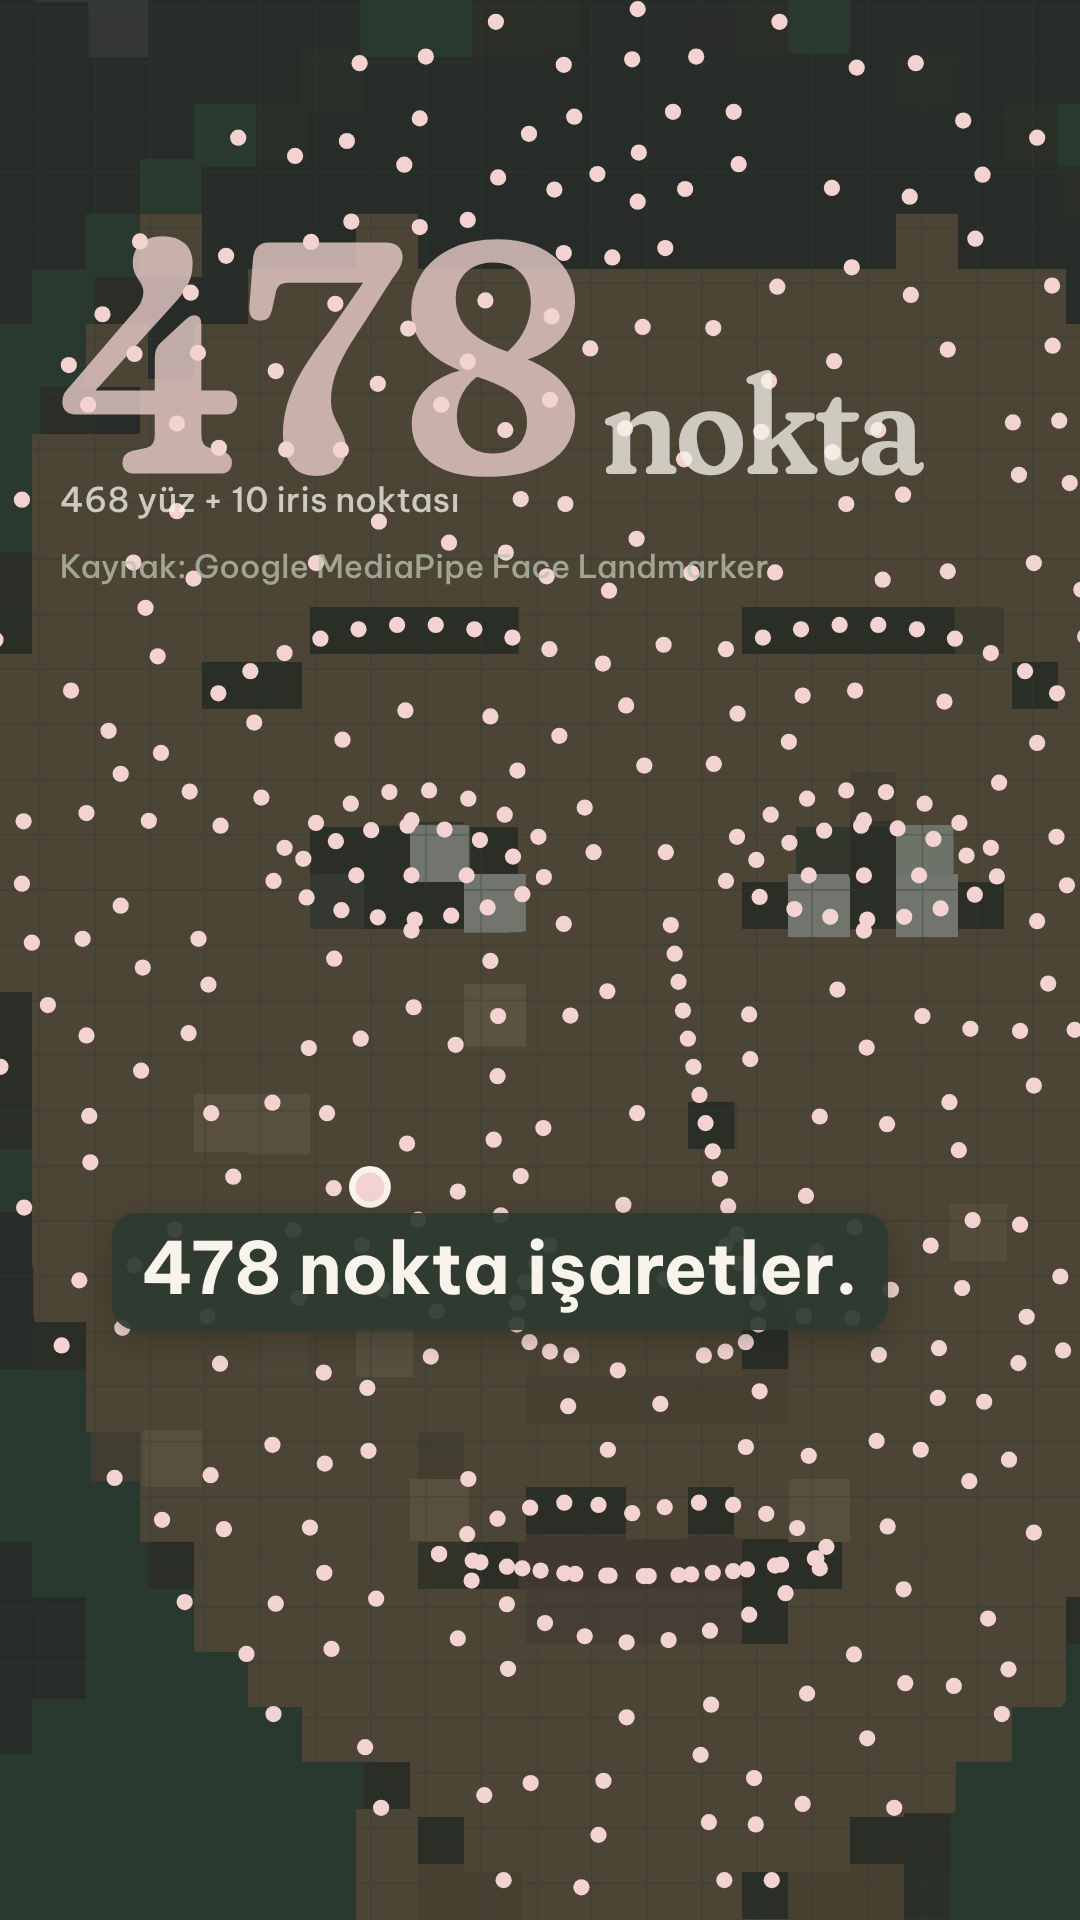 478 nokta
468 yüz + 10 iris noktası
Kaynak: Google MediaPipe Face Landmarker
478 nokta işaretler.